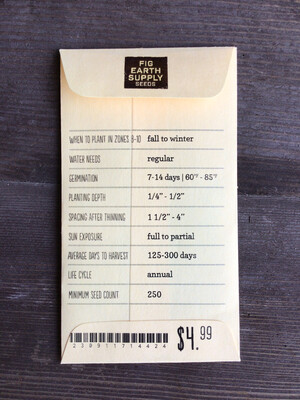 FIG
EARTH
SUPPLY
SEEDS
WHEN TO PLANT IN ZONES 9-10 fall to winter
WATER NEEDS regular
GERMINATION 7-14 days | 60°F - 85°F
PLANTING DEPTH 1/4" - 1/2"
SPACING AFTER THINNING 1 1/2" - 4"
SUN EXPOSURE full to partial
AVERAGE DAYS TO HARVEST 125-300 days
LIFE CYCLE annual
MINIMUM SEED COUNT 250
$4.99
238911714424